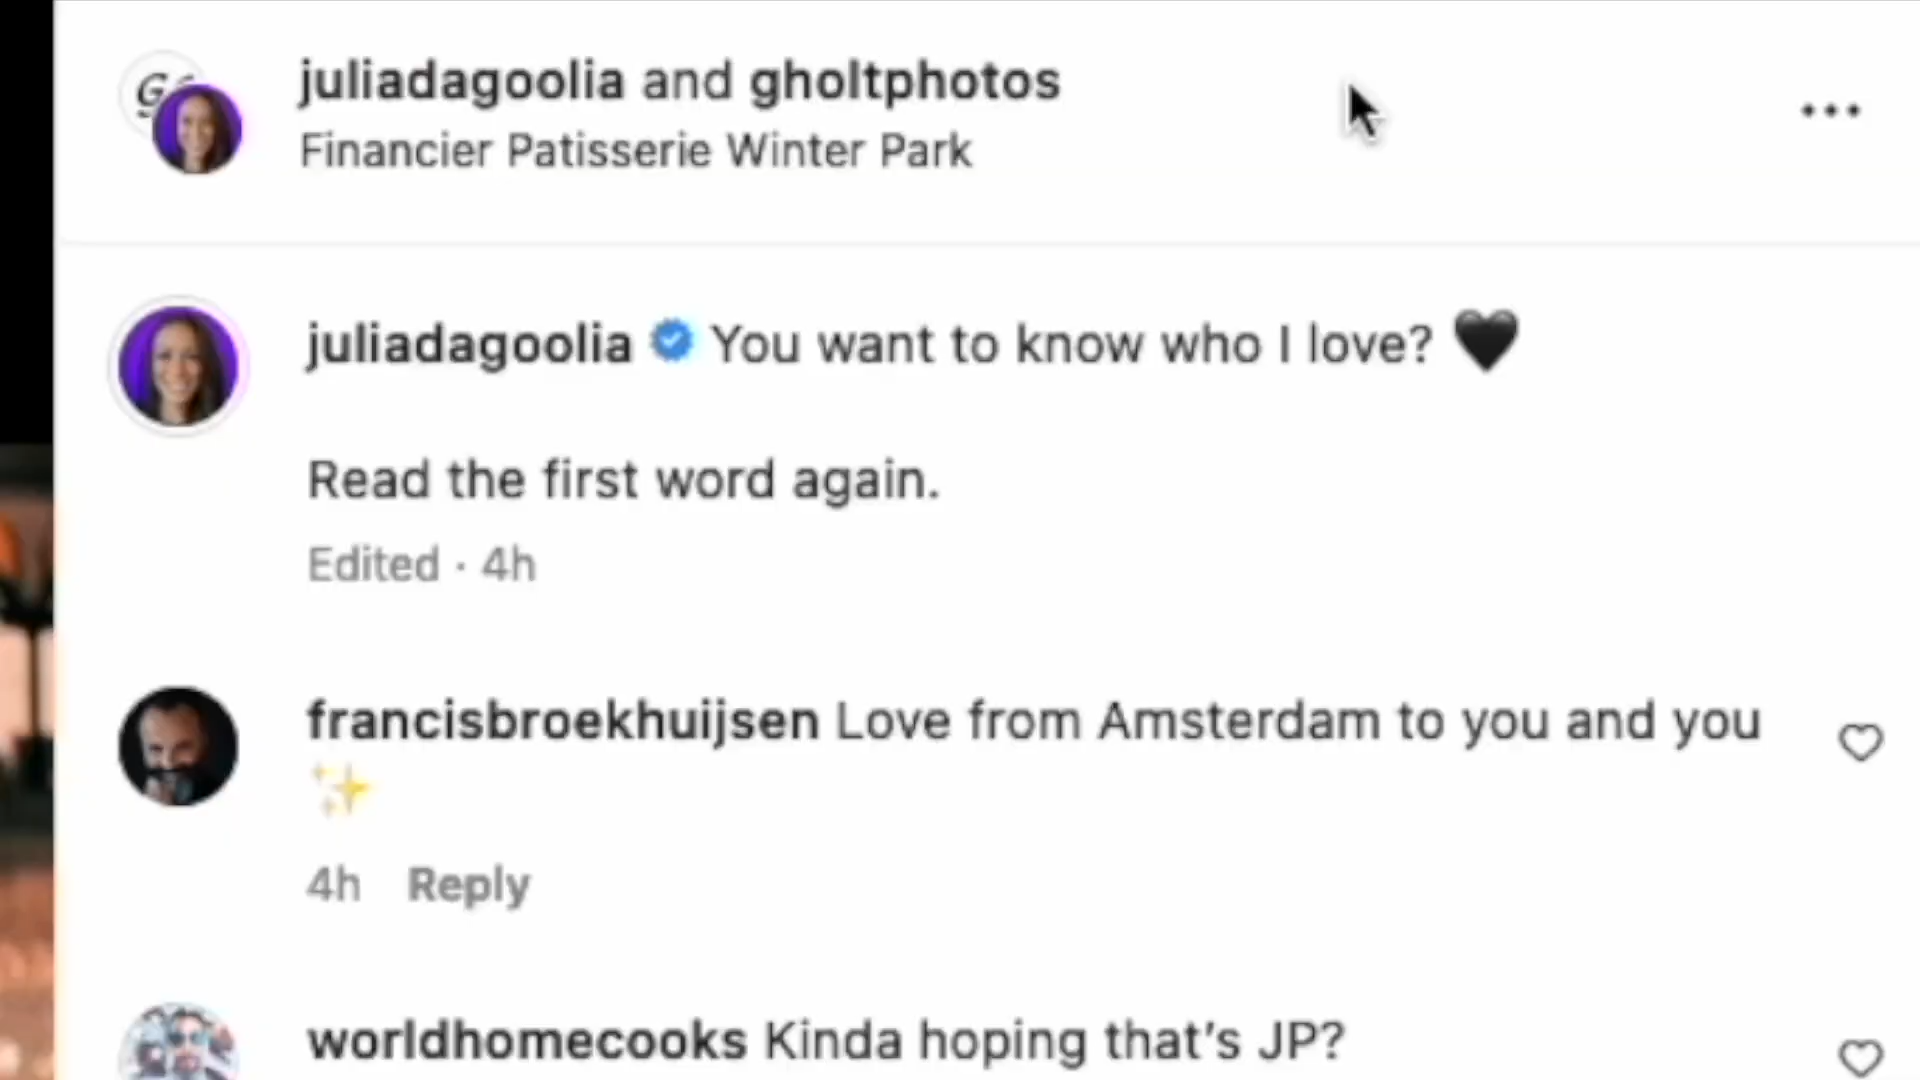 juliadagoolia and gholtphotos
Financier Patisserie Winter Park
juliadagoolia You want to know who I love? 🖤
Read the first word again.
Edited · 4h
francisbroekhuijsen Love from Amsterdam to you and you
✨
4h Reply
worldhomecooks Kinda hoping that's JP?